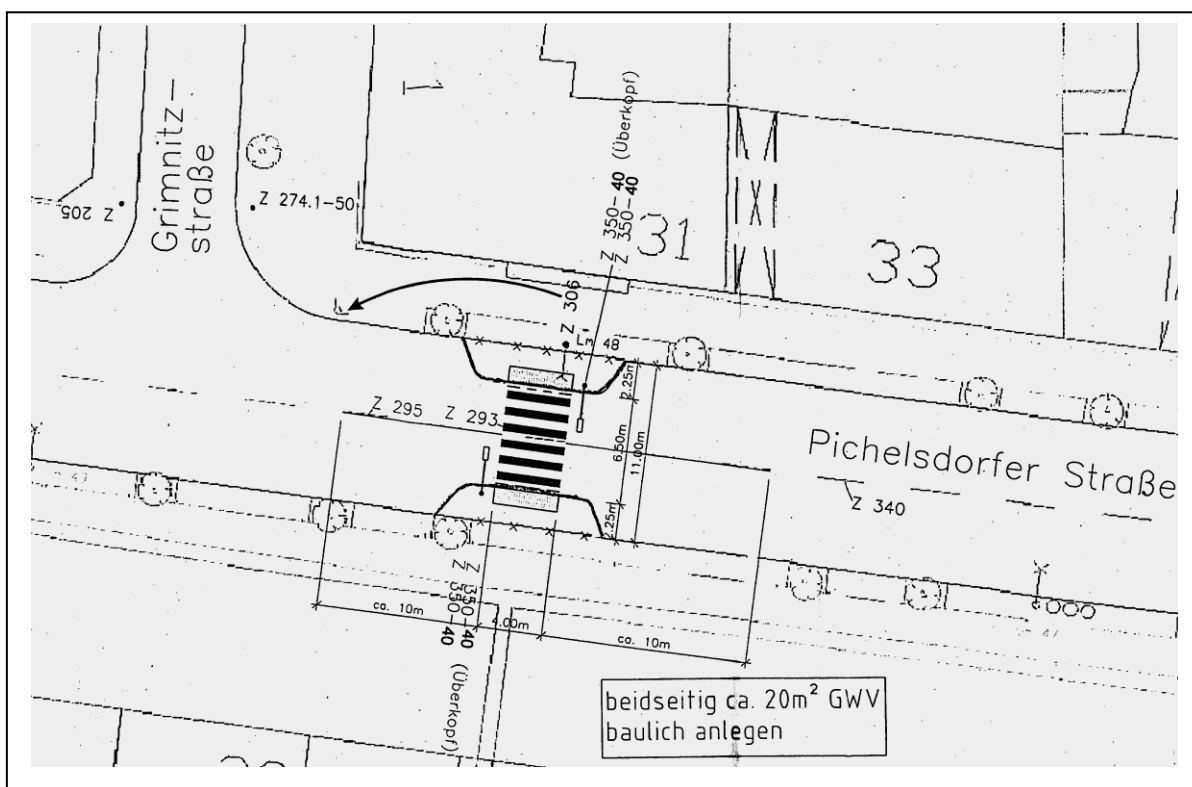 Grimnitz-
straße
Z 205
Z 274.1-50
1
Z 350-40 (Überkopf)
Z 350-40
31
33
Z 306
48
Z 295
Z 293
2.25m
6.50m
11.00m
2.25m
Pichelsdorfer Straße
Z 340
Z 350-40
Z 350-40 (Überkopf)
ca. 10m
4.00m
ca. 10m
47
beidseitig ca. 20m² GWV
baulich anlegen